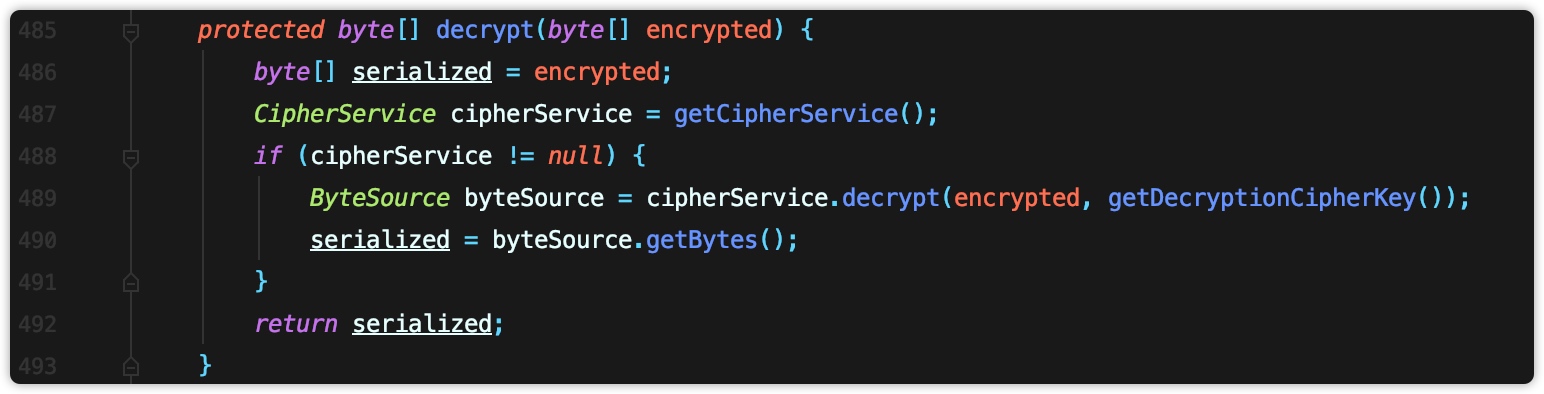 485 protected byte[] decrypt(byte[] encrypted) {
486 byte[] serialized = encrypted;
487 CipherService cipherService = getCipherService();
488 if (cipherService != null) {
489 ByteSource byteSource = cipherService.decrypt(encrypted, getDecryptionCipherKey());
490 serialized = byteSource.getBytes();
491 }
492 return serialized;
493 }